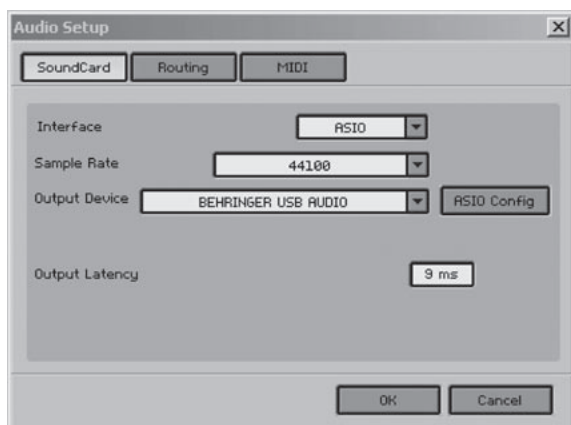 Audio Setup
SoundCard Routing MIDI
Interface ASIO
Sample Rate 44100
Output Device BEHRINGER USB AUDIO ASIO Config
Output Latency 9 ms
OK Cancel